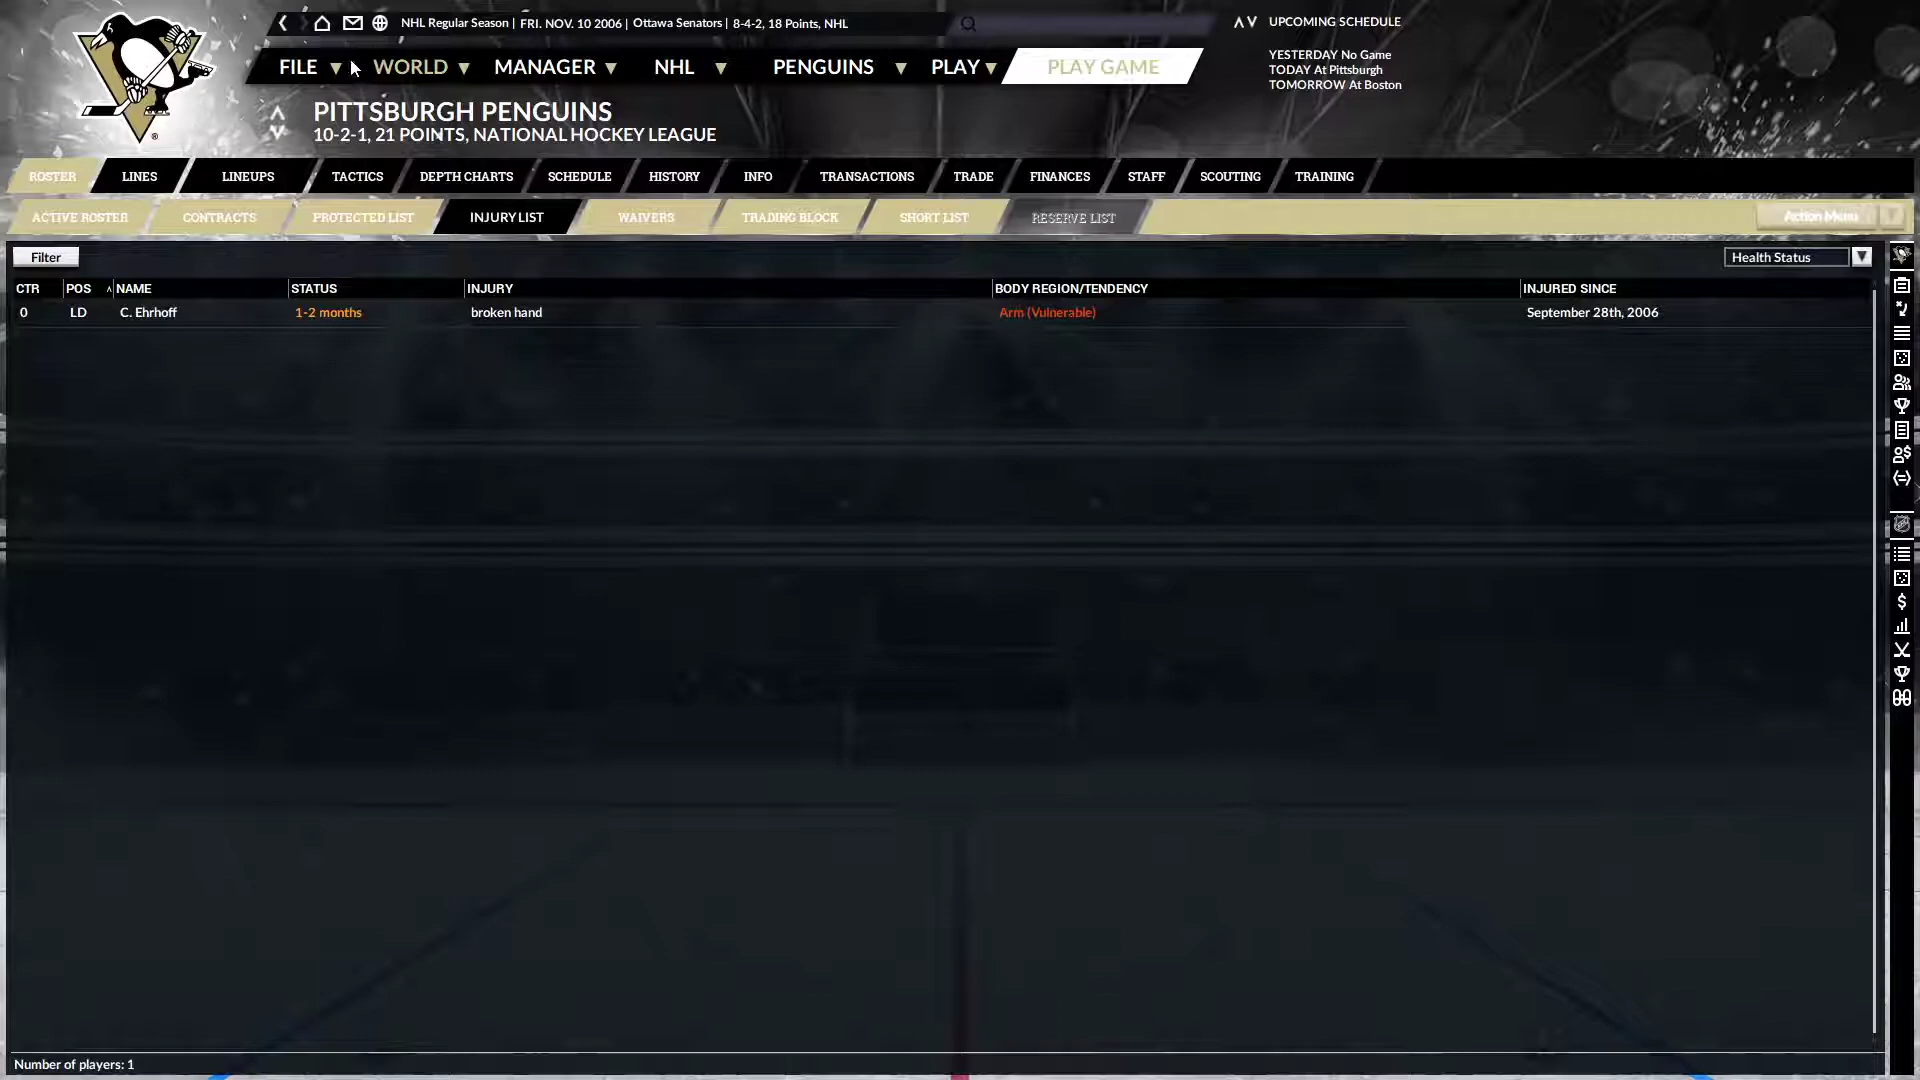 NHL Regular Season | FRI. NOV. 10 2006 | Ottawa Senators | 8-4-2, 18 Points, NHL
UPCOMING SCHEDULE
YESTERDAY No Game
TODAY At Pittsburgh
TOMORROW At Boston
FILE WORLD MANAGER NHL PENGUINS PLAY PLAY GAME
PITTSBURGH PENGUINS
10-2-1, 21 POINTS, NATIONAL HOCKEY LEAGUE
ROSTER LINES LINEUPS TACTICS DEPTH CHARTS SCHEDULE HISTORY INFO TRANSACTIONS TRADE FINANCES STAFF SCOUTING TRAINING
ACTIVE ROSTER CONTRACTS PROTECTED LIST INJURY LIST WAIVERS TRADING BLOCK SHORT LIST RESERVE LIST Action Menu
Filter Health Status
CTR POS NAME STATUS INJURY BODY REGION/TENDENCY INJURED SINCE
0 LD C. Ehrhoff 1-2 months broken hand Arm (Vulnerable) September 28th, 2006
Number of players: 1